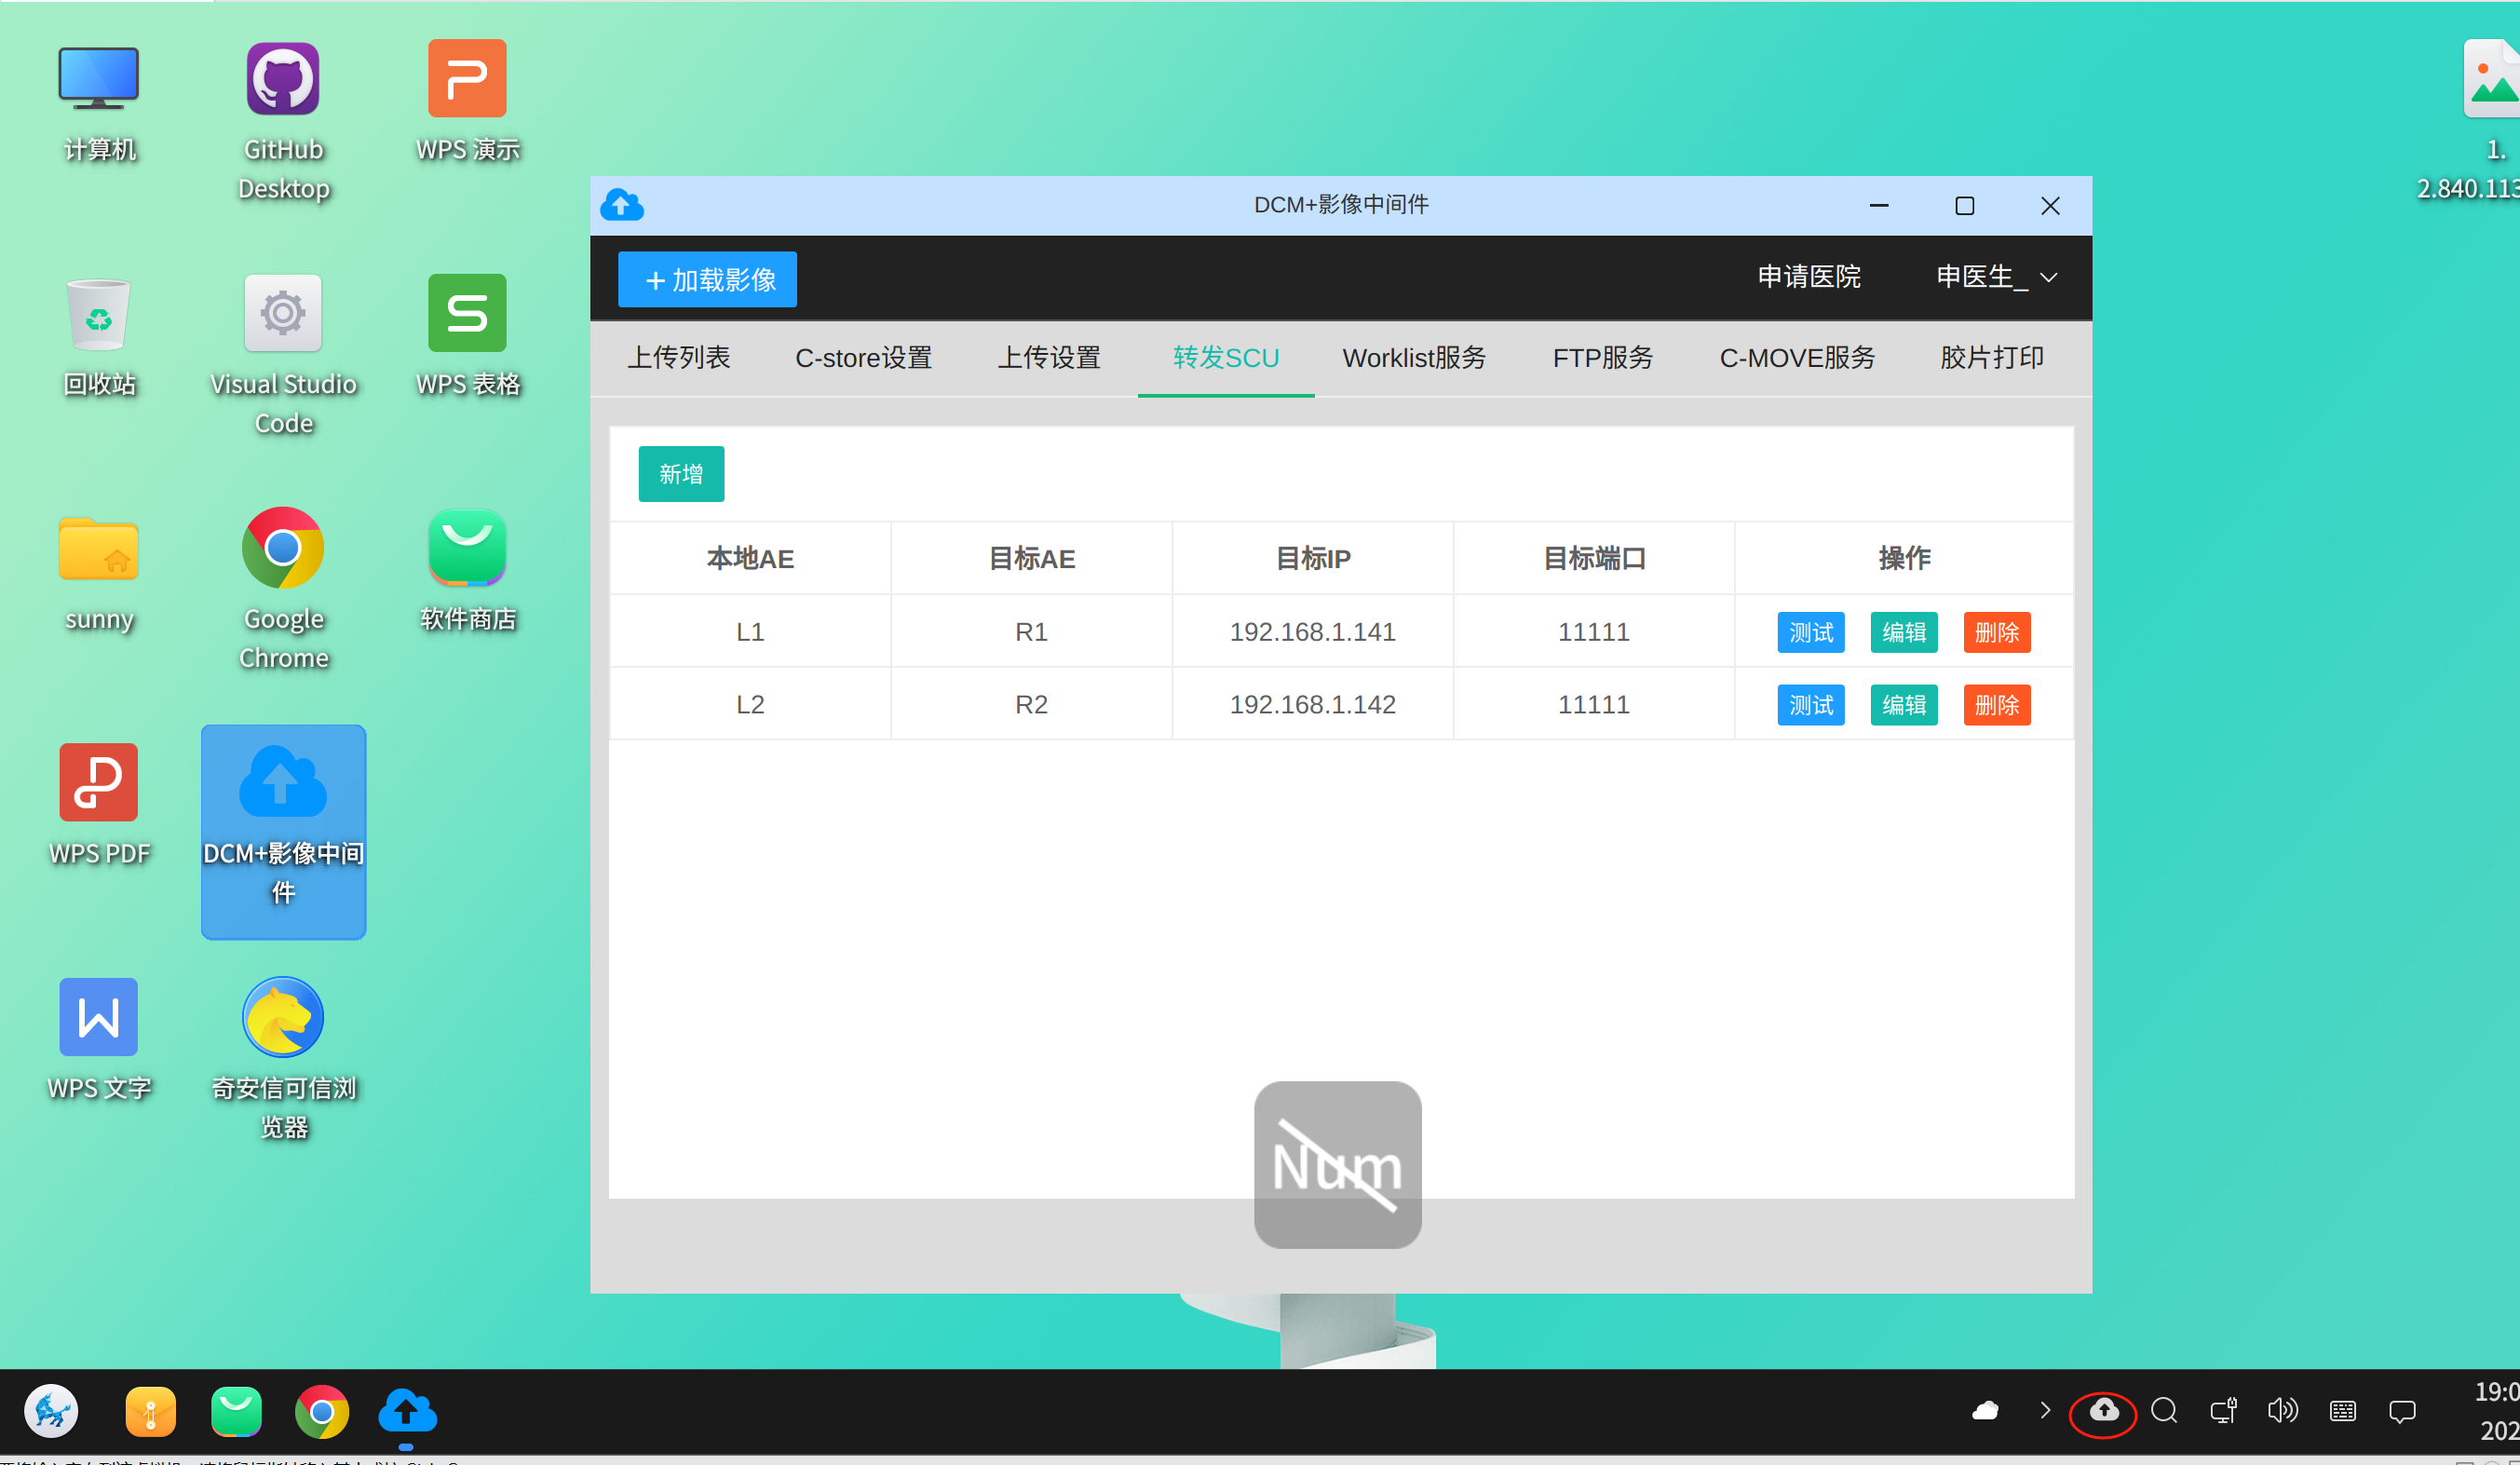 计算机
GitHub
Desktop
WPS 演示
1.
2.840.113
回收站
Visual Studio
Code
WPS 表格
sunny
Google
Chrome
软件商店
WPS PDF
DCM+影像中间
件
WPS 文字
奇安信可信浏
览器
DCM+影像中间件
+ 加载影像
申请医院
申医生_
上传列表 C-store设置 上传设置 转发SCU Worklist服务 FTP服务 C-MOVE服务 胶片打印
新增
本地AE 目标AE 目标IP 目标端口 操作
L1 R1 192.168.1.141 11111 测试 编辑 删除
L2 R2 192.168.1.142 11111 测试 编辑 删除
Num
19:0
202